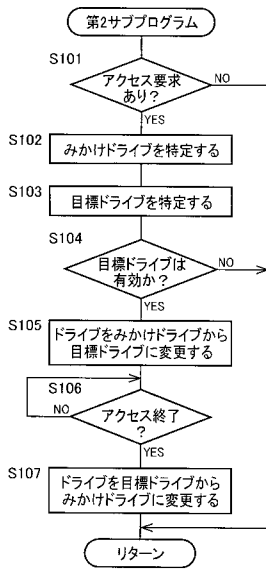 第2サブプログラム
S101
アクセス要求
あり?
NO
YES
S102
みかけドライブを特定する
S103
目標ドライブを特定する
S104
目標ドライブは
有効か?
NO
YES
S105
ドライブをみかけドライブから
目標ドライブに変更する
S106
アクセス終了
?
NO
YES
S107
ドライブを目標ドライブから
みかけドライブに変更する
リターン